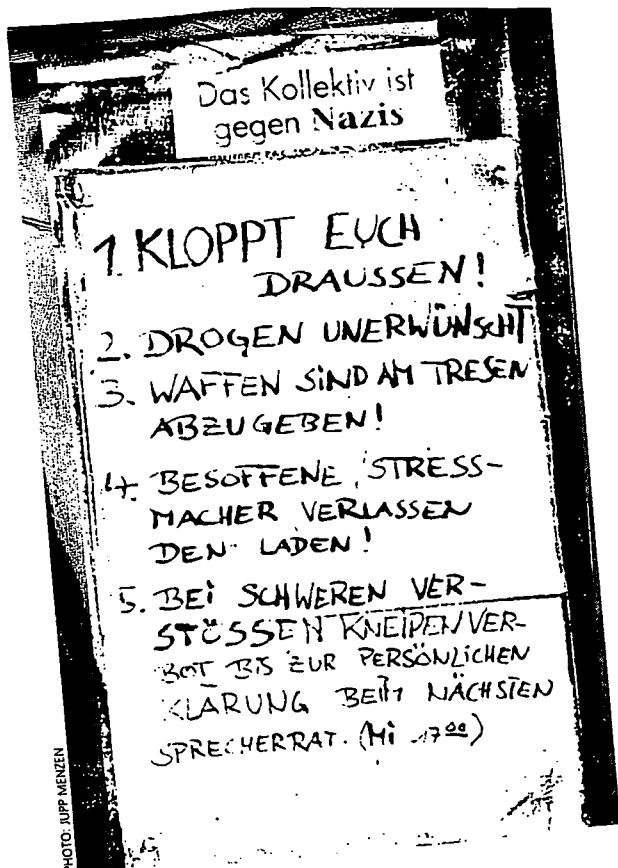 Das Kollektiv ist
gegen Nazis
1. KLOPPT EUCH
DRAUSSEN!
2. DROGEN UNERWÜNSCHT
3. WAFFEN SIND AM TRESEN
ABZUGEBEN!
4. BESOFFENE STRESS-
MACHER VERLASSEN
DEN LADEN!
5. BEI SCHWEREN VER-
STÖSSEN KNEIPENVER-
BOT BIS ZUR PERSÖNLICHEN
KLÄRUNG BEIM NÄCHSTEN
SPRECHERRAT. (Mi 17 00)
PHOTO: JUPP MENZEN